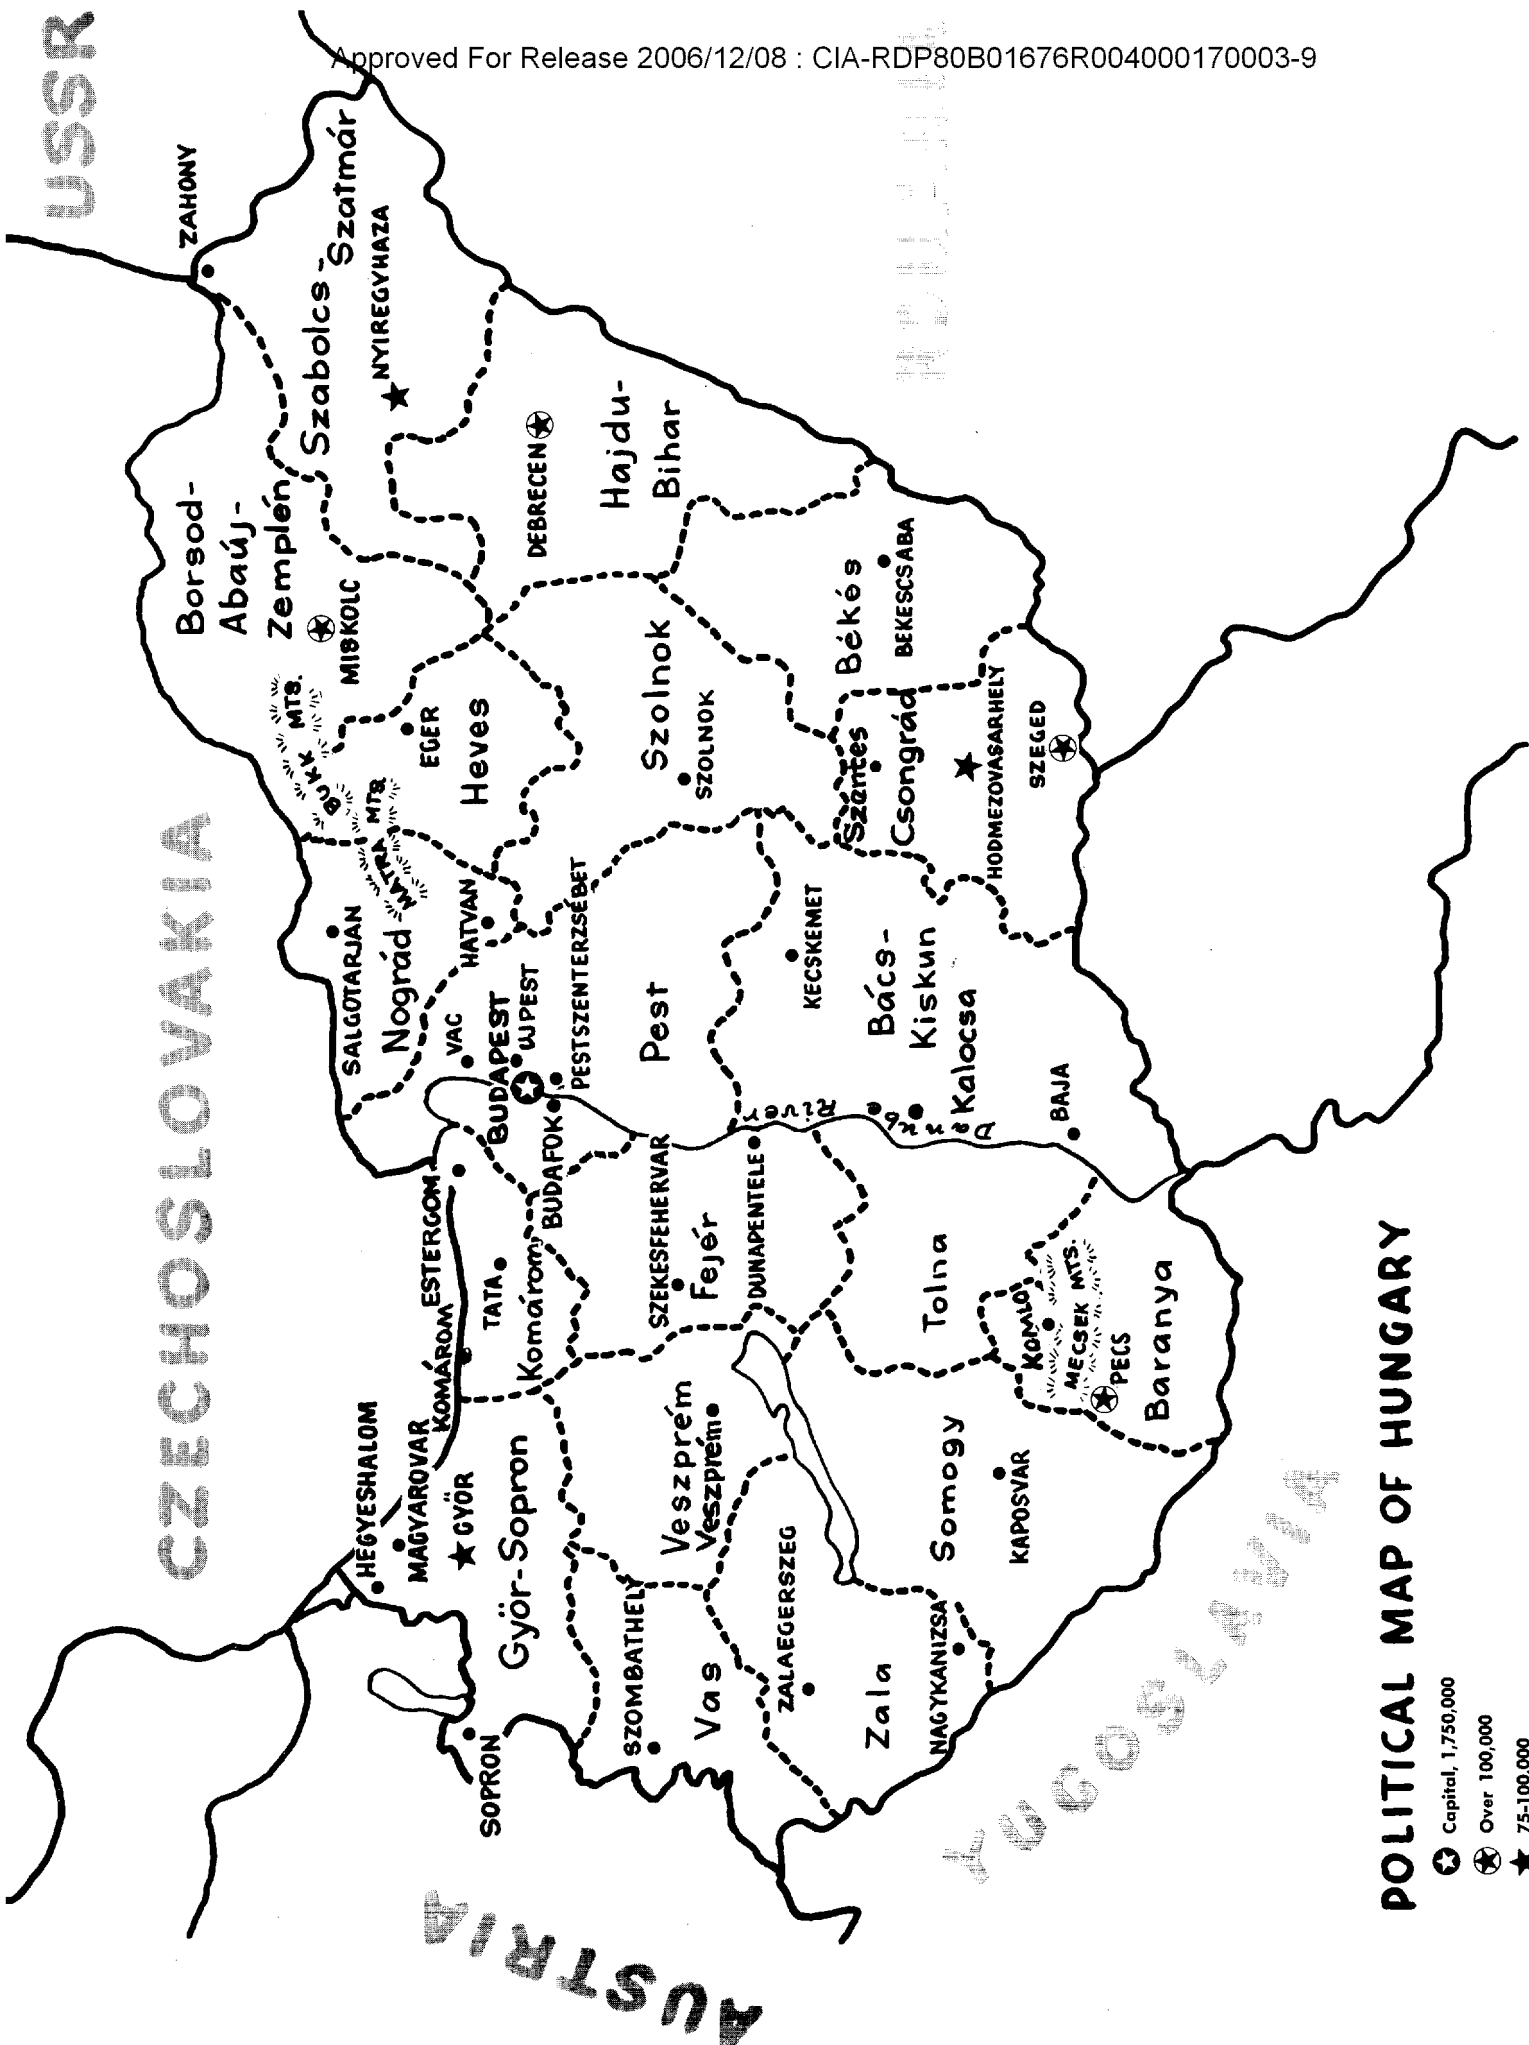 Approved For Release 2006/12/08 : CIA-RDP80B01676R004000170003-9
USSR
CZECHOSLOVAKIA
AUSTRIA
YUGOSLAVIA
ZAHONY
Szabolcs-
Szatmár
NYIREGYHAZA
Borsod-
Abaúj-
Zemplén
MISKOLC
BUKK MTS.
MATRA MTS.
DEBRECEN
Hajdu-
Bihar
EGER
Heves
SALGOTARJAN
Nográd
HATVAN
VAC
BUDAPEST
UJPEST
PESTSZENTERZSEBET
BUDAFOK
Pest
Szolnok
SZOLNOK
Békés
BEKESCSABA
Szentes
Csongrád
HODMEZOVASARHELY
SZEGED
KECSKEMET
Bács-
Kiskun
Kalocsa
BAJA
Danube River
ESTERGOM
KOMÁROM
TATA
Komárom
SZEKESFEHERVAR
Fejér
DUNAPENTELE
Tolna
KOMLO
MECSEK MTS.
PECS
Baranya
HEGYESHALOM
MAGYAROVAR
GYÖR
Györ-Sopron
SOPRON
Veszprém
Veszprém
SZOMBATHELY
Vas
ZALAEGERSZEG
Zala
NAGYKANIZSA
Somogy
KAPOSVAR
POLITICAL MAP OF HUNGARY
Capital, 1,750,000
Over 100,000
75-100,000